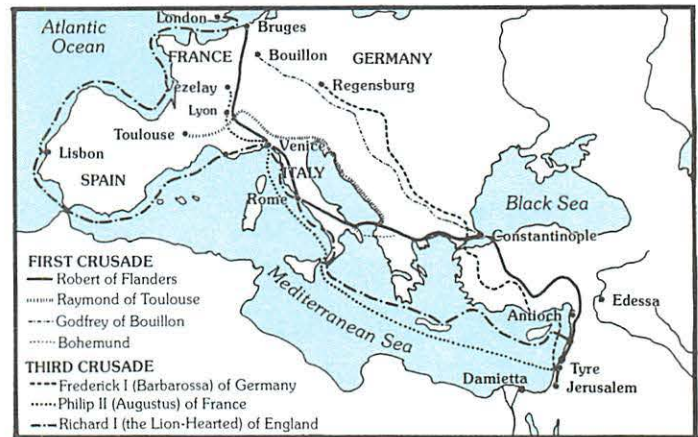 London
Bruges
Atlantic
Ocean
FRANCE
Bouillon
GERMANY
ezelay
Regensburg
Lyon
Toulouse
Venice
Lisbon
SPAIN
ITALY
Rome
Black Sea
Constantinople
Mediterranean Sea
Antioch
Edessa
Tyre
Damietta
Jerusalem
FIRST CRUSADE
Robert of Flanders
Raymond of Toulouse
Godfrey of Bouillon
Bohemund
THIRD CRUSADE
Frederick I (Barbarossa) of Germany
Philip II (Augustus) of France
Richard I (the Lion-Hearted) of England